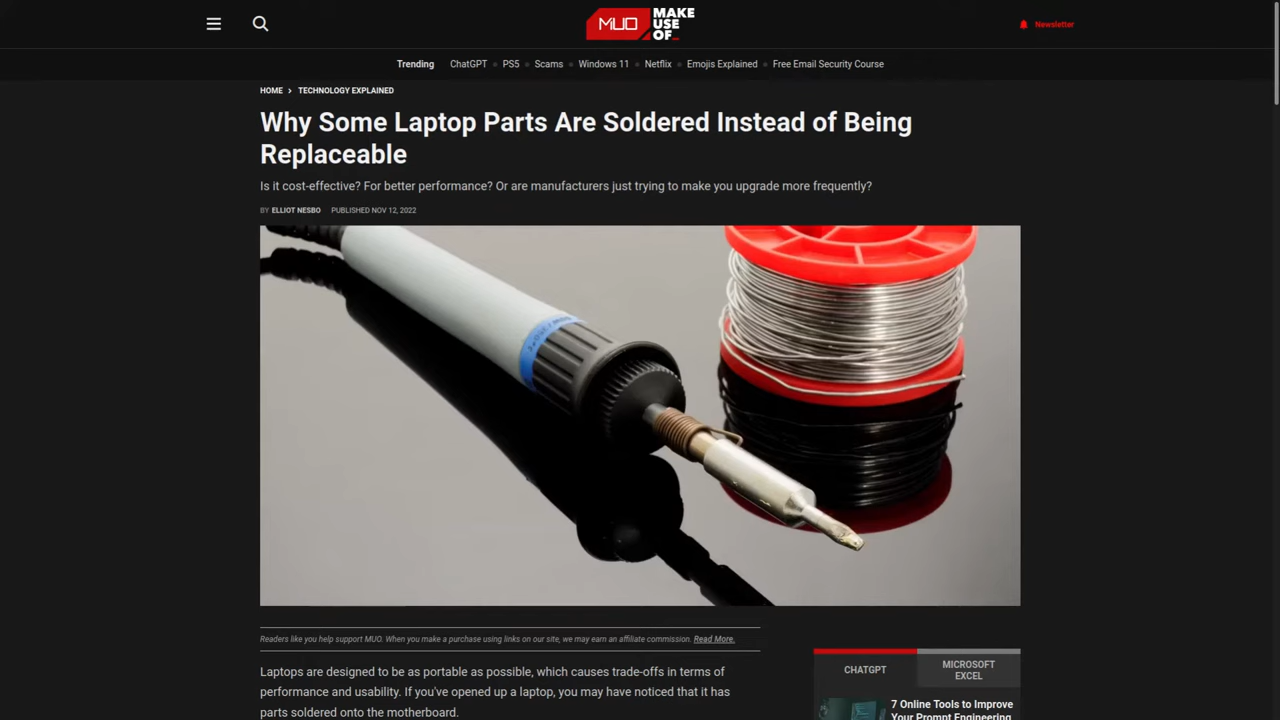 MUO
MAKE
USE
OF_
Newsletter
Trending ChatGPT PS5 Scams Windows 11 Netflix Emojis Explained Free Email Security Course
HOME > TECHNOLOGY EXPLAINED
Why Some Laptop Parts Are Soldered Instead of Being
Replaceable
Is it cost-effective? For better performance? Or are manufacturers just trying to make you upgrade more frequently?
BY ELLIOT NESBO PUBLISHED NOV 12, 2022
Readers like you help support MUO. When you make a purchase using links on our site, we may earn an affiliate commission. Read More.
Laptops are designed to be as portable as possible, which causes trade-offs in terms of
performance and usability. If you've opened up a laptop, you may have noticed that it has
parts soldered onto the motherboard.
CHATGPT
MICROSOFT
EXCEL
7 Online Tools to Improve
Your Prompt Engineering